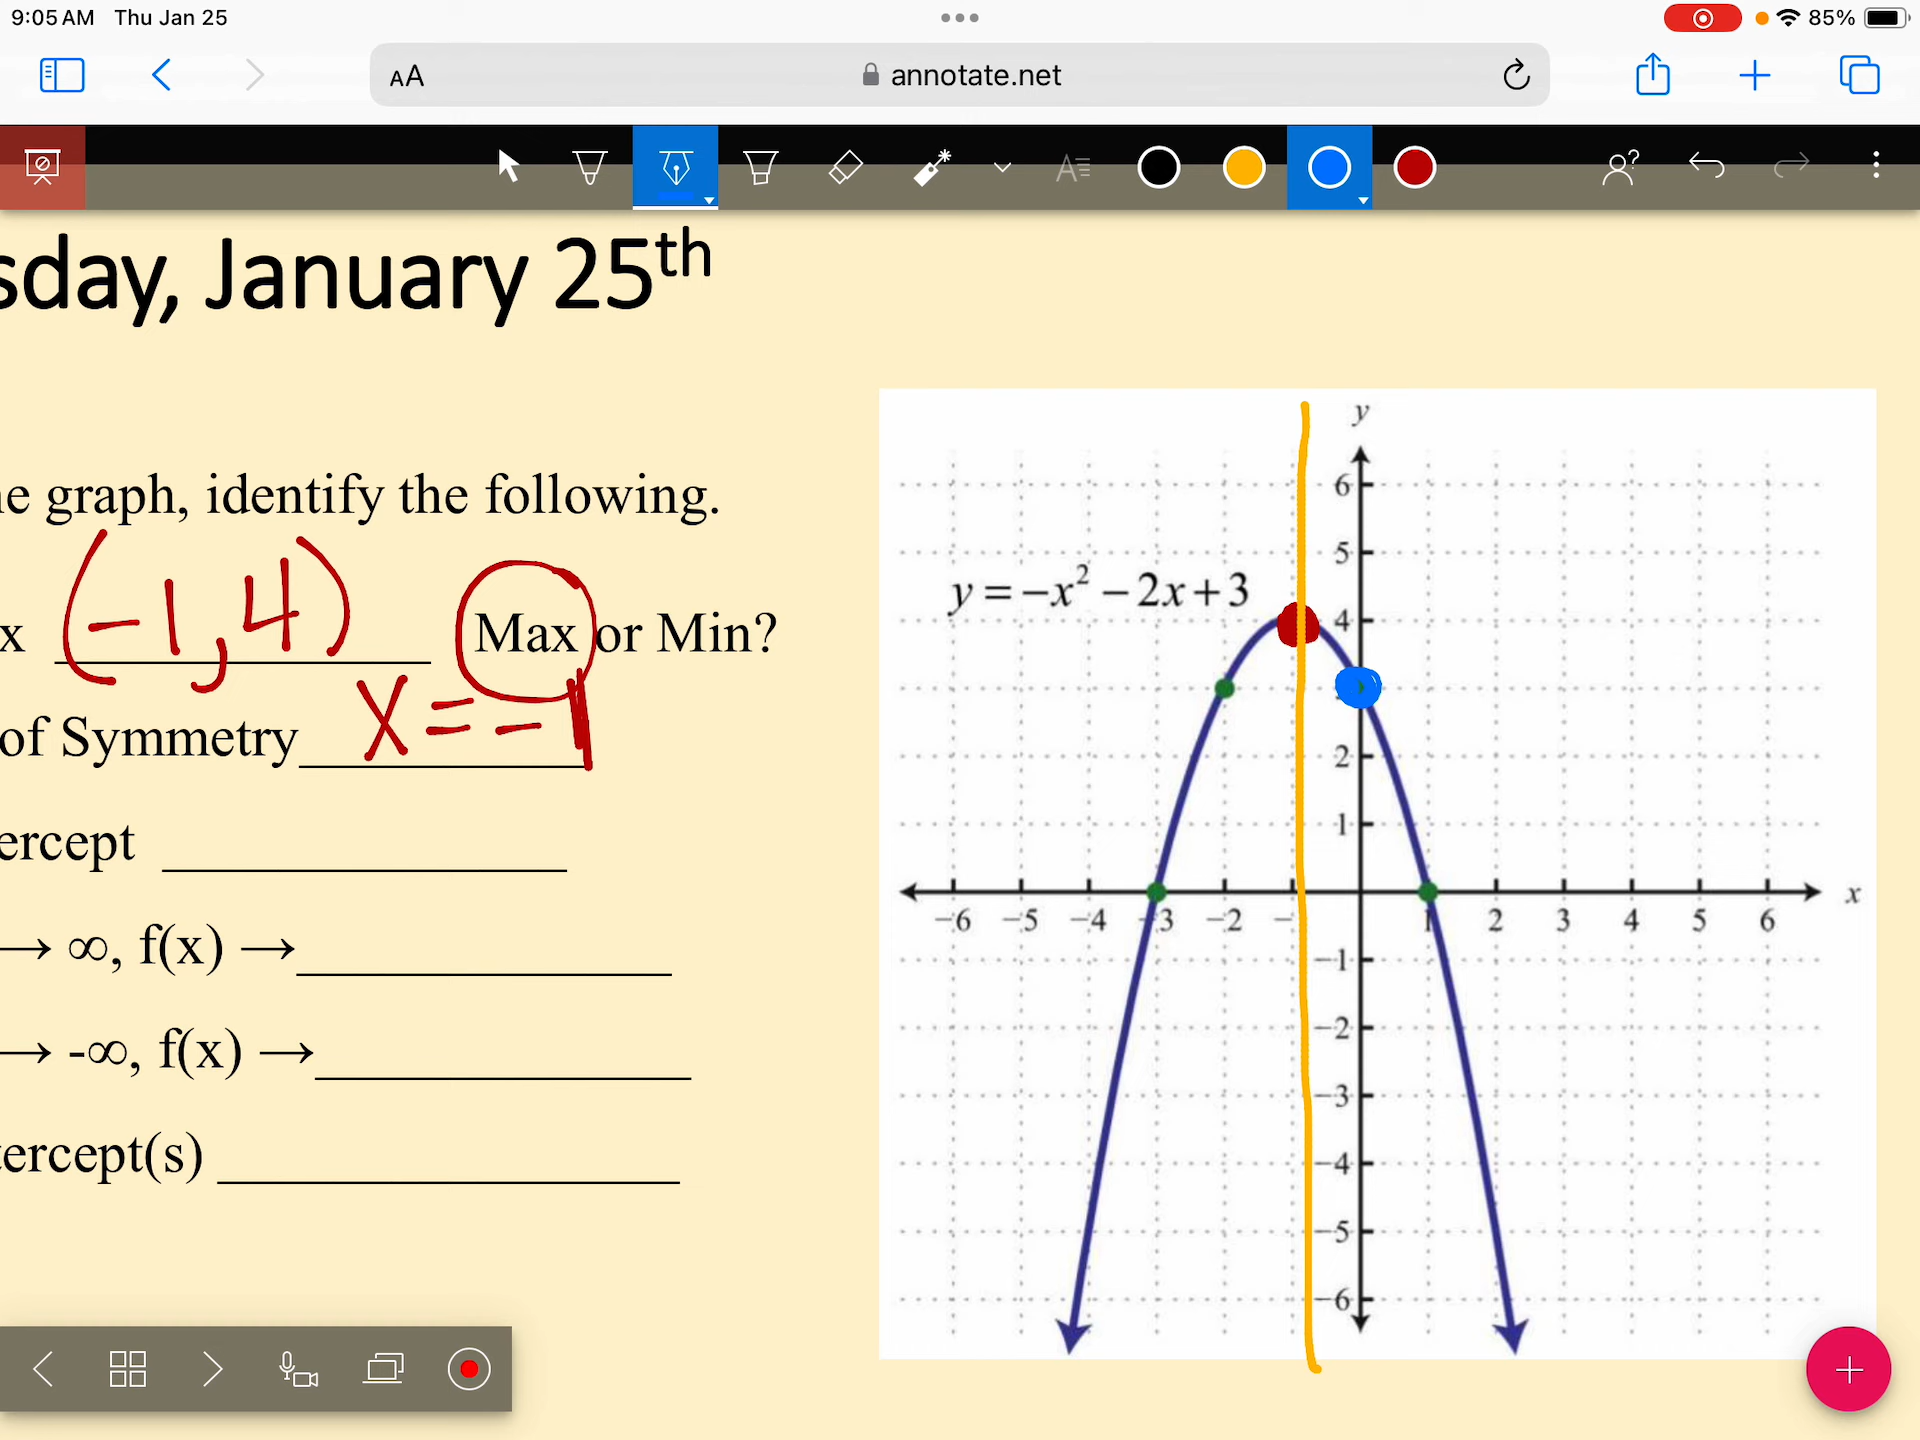 9:05 AM Thu Jan 25
85%
AA
annotate.net
sday, January 25th
e graph, identify the following.
x (-1,4) Max or Min?
of Symmetry x=-1
ercept
→ ∞, f(x) →
→ -∞, f(x) →
tercept(s)
y
6
5
y = −x² − 2x + 3
4
2
1
−6 −5 −4 3 −2 − 1 2 3 4 5 6 x
−1
−2
−3
−4
−5
−6